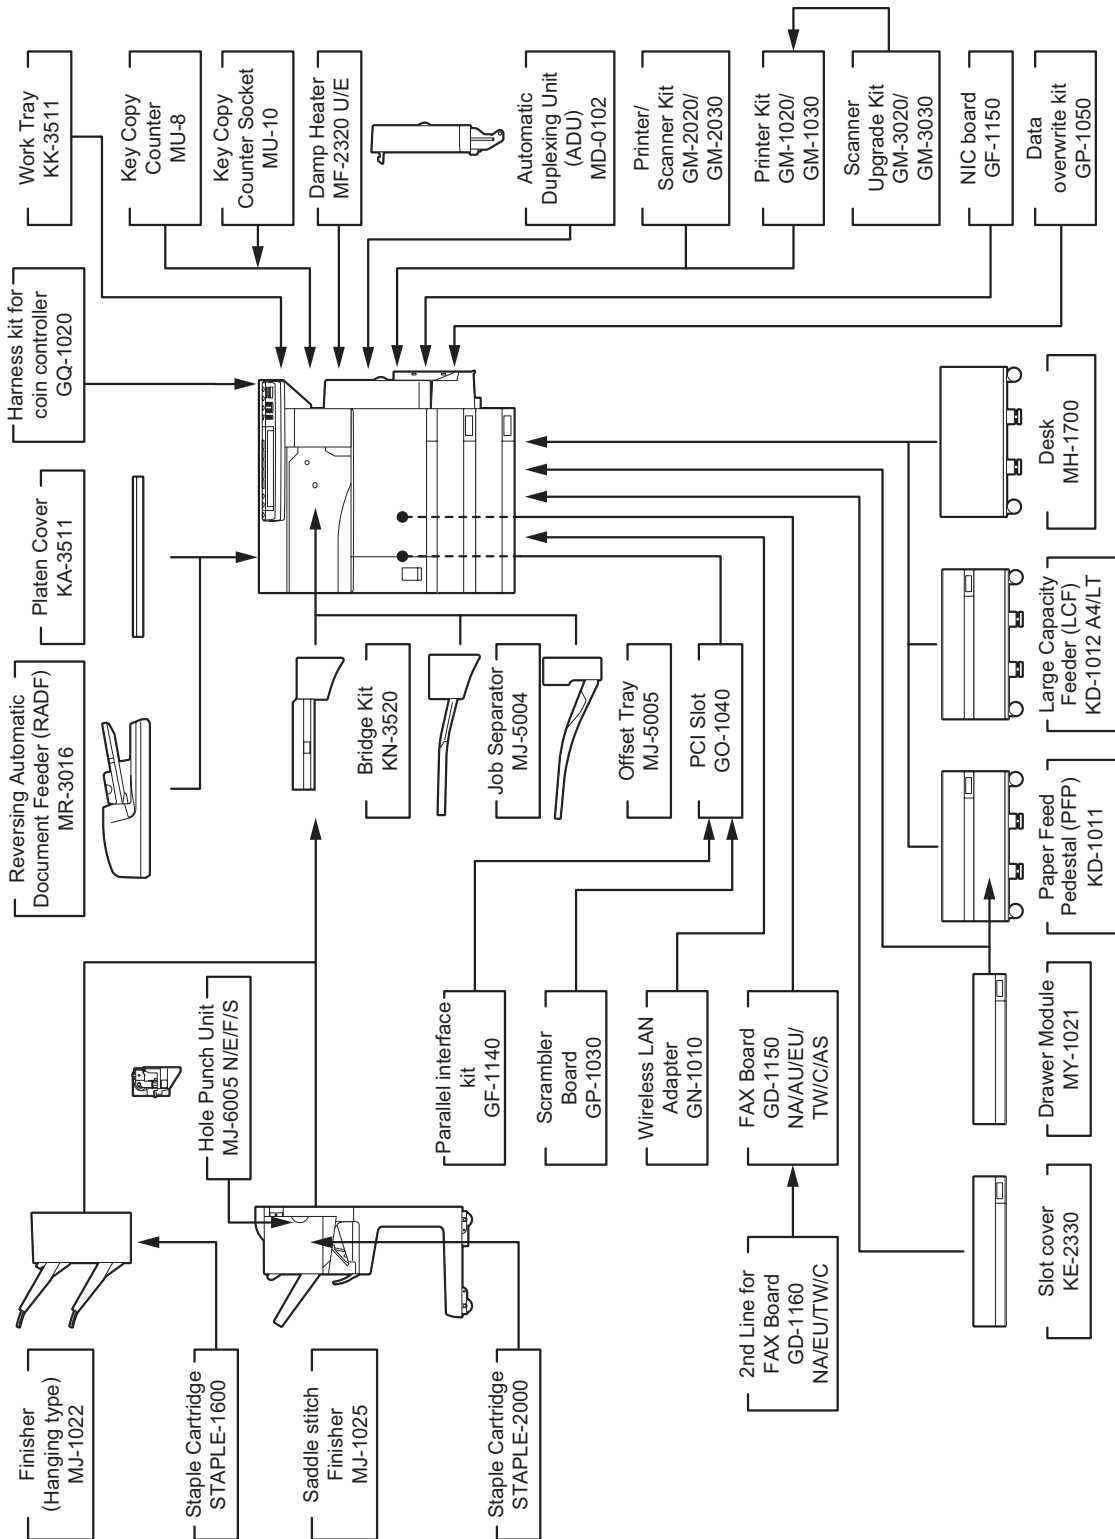 Finisher
(Hanging type)
MJ-1022
Staple Cartridge
STAPLE-1600
Saddle stitch
Finisher
MJ-1025
Staple Cartridge
STAPLE-2000
Hole Punch Unit
MJ-6005 N/E/F/S
Reversing Automatic
Document Feeder (RADF)
MR-3016
Platen Cover
KA-3511
Harness kit for
coin controller
GQ-1020
Work Tray
KK-3511
Key Copy
Counter
MU-8
Key Copy
Counter Socket
MU-10
Damp Heater
MF-2320 U/E
Automatic
Duplexing Unit
(ADU)
MD-0102
Printer/
Scanner Kit
GM-2020/
GM-2030
Printer Kit
GM-1020/
GM-1030
Scanner
Upgrade Kit
GM-3020/
GM-3030
NIC board
GF-1150
Data
overwrite kit
GP-1050
Bridge Kit
KN-3520
Job Separator
MJ-5004
Offset Tray
MJ-5005
PCI Slot
GO-1040
Parallel interface
kit
GF-1140
Scrambler
Board
GP-1030
Wireless LAN
Adapter
GN-1010
FAX Board
GD-1150
NA/AU/EU/
TW/C/AS
2nd Line for
FAX Board
GD-1160
NA/EU/TW/C
Slot cover
KE-2330
Drawer Module
MY-1021
Paper Feed
Pedestal (PFP)
KD-1011
Large Capacity
Feeder (LCF)
KD-1012 A4/LT
Desk
MH-1700